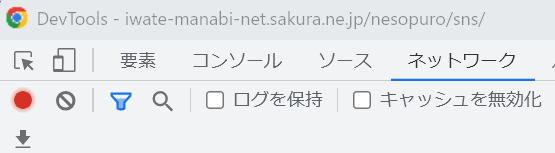 DevTools - iwate-manabi-net.sakura.ne.jp/nesopuro/sns/
要素 コンソール ソース ネットワーク
ログを保持 キャッシュを無効化